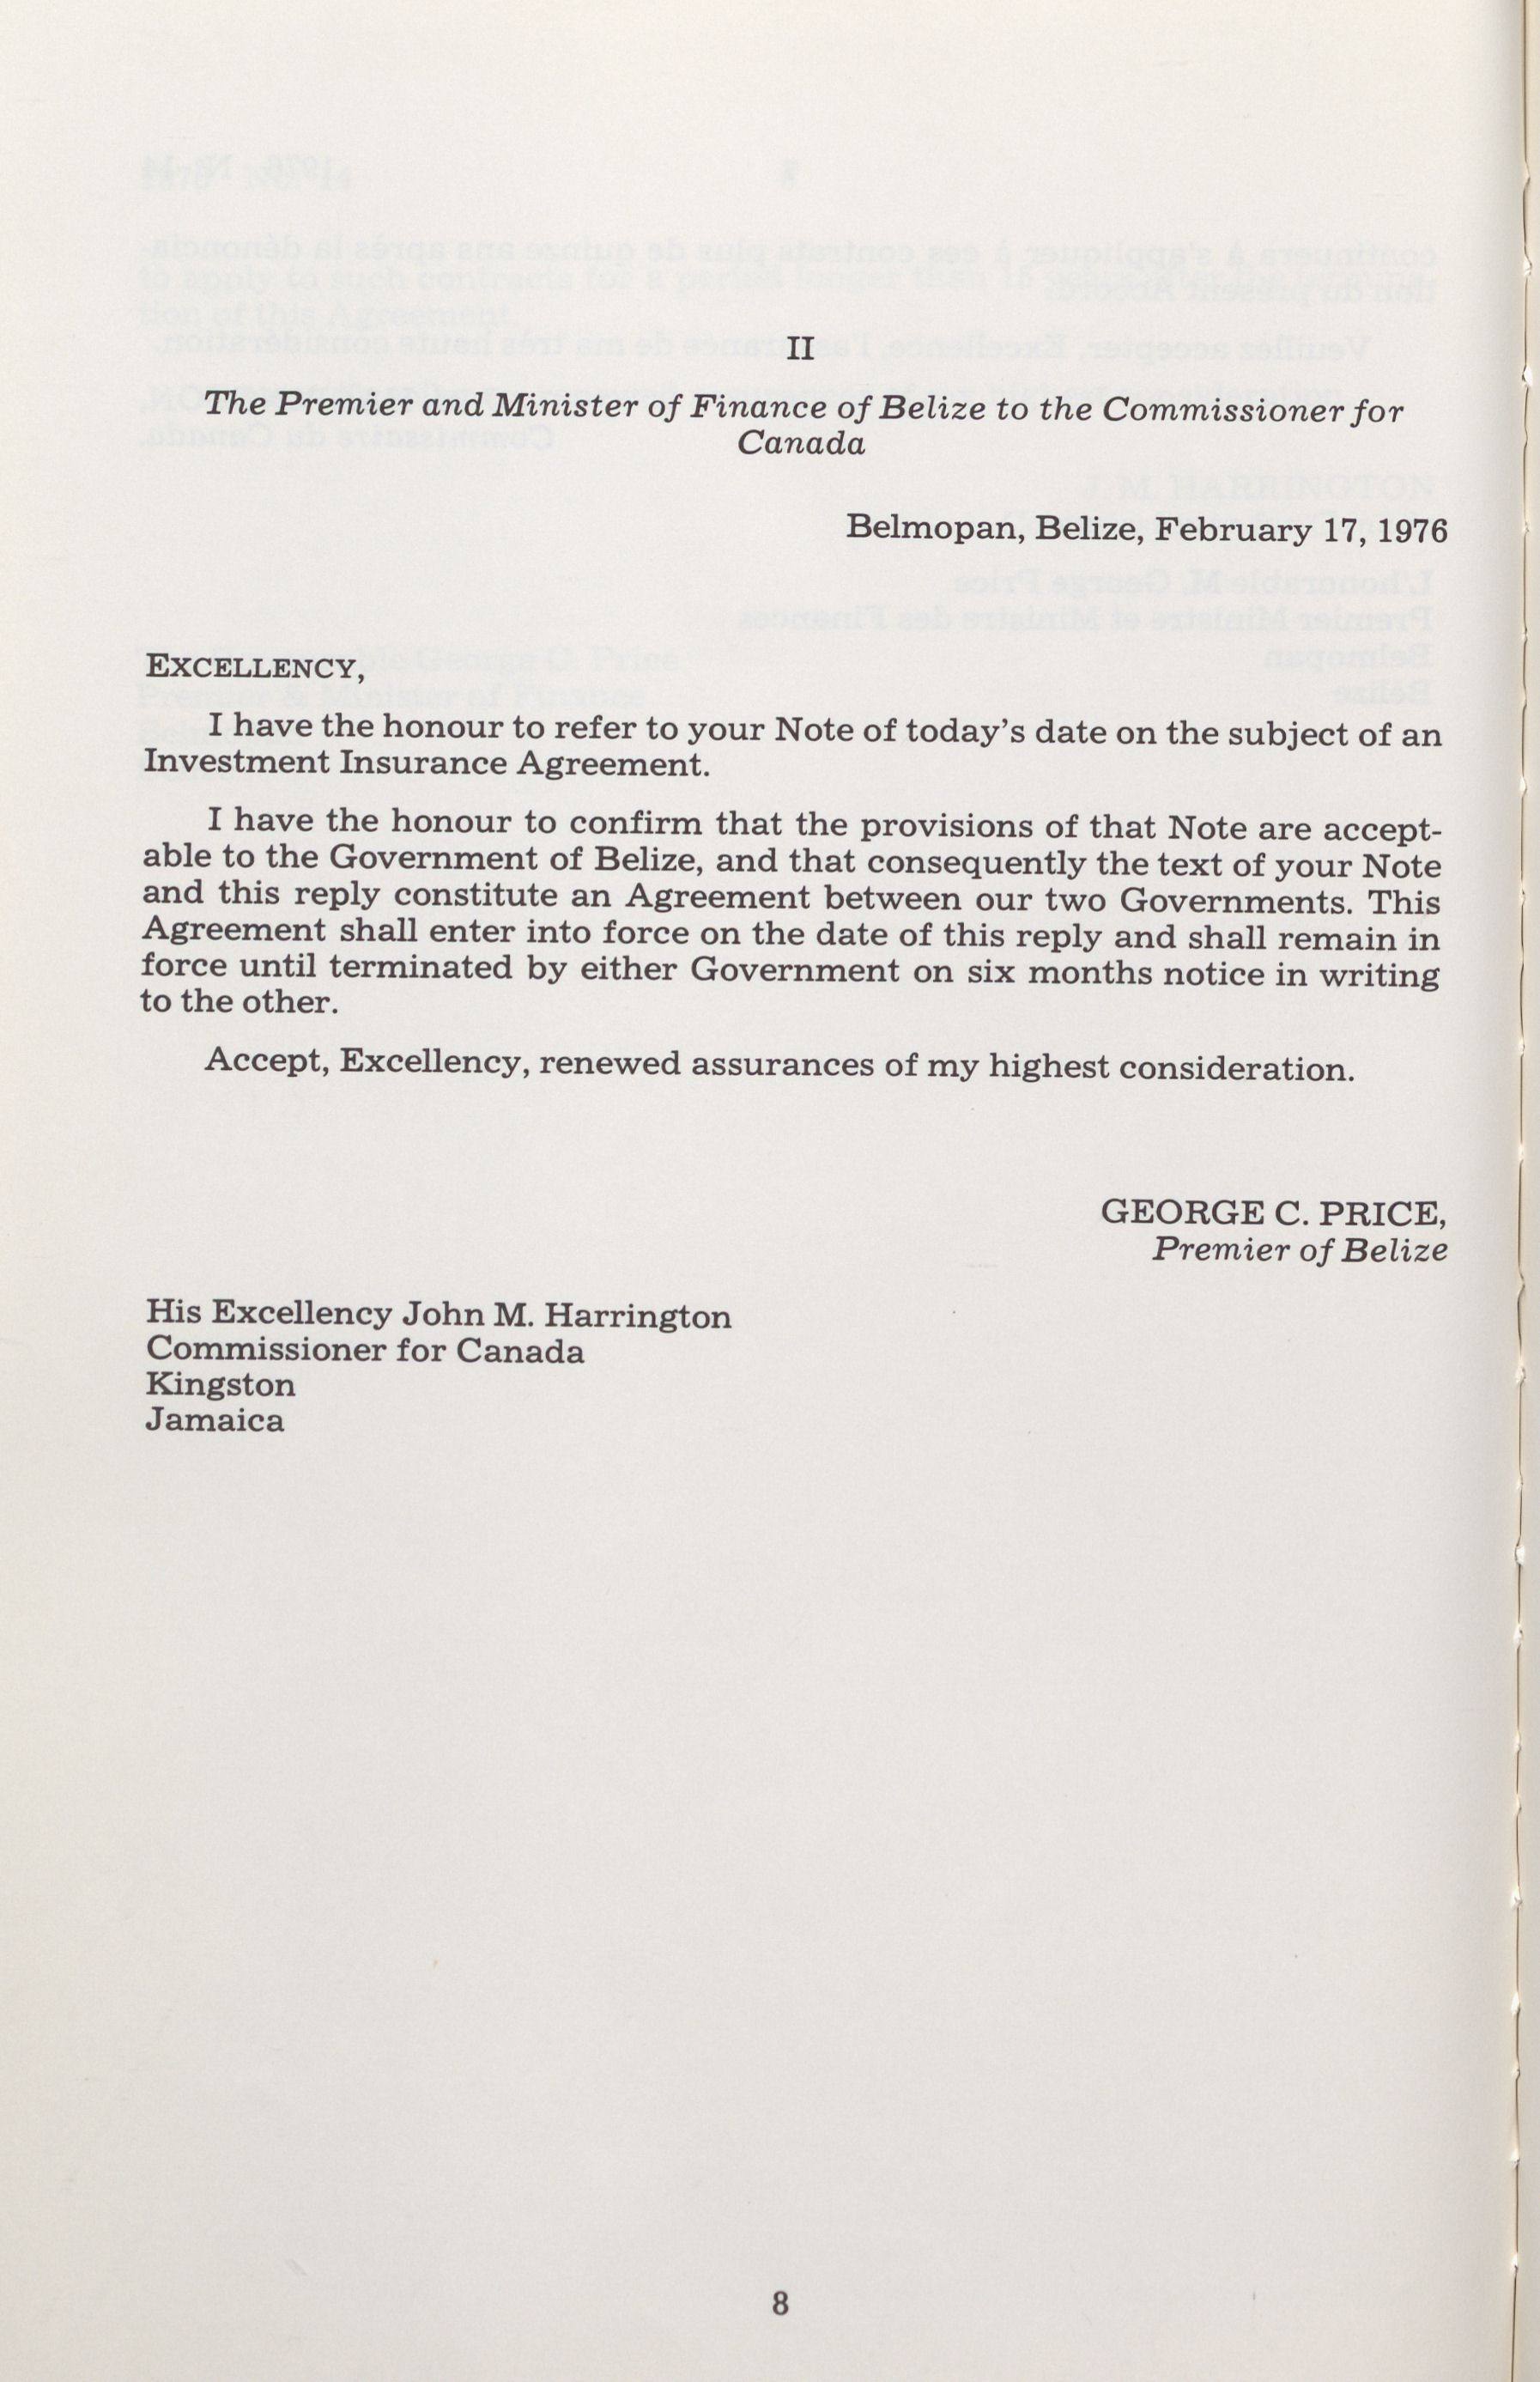 II
The Premier and Minister of Finance of Belize to the Commissioner for
Canada
Belmopan, Belize, February 17, 1976
EXCELLENCY,
I have the honour to refer to your Note of today's date on the subject of an
Investment Insurance Agreement.
I have the honour to confirm that the provisions of that Note are accept-
able to the Government of Belize, and that consequently the text of your Note
and this reply constitute an Agreement between our two Governments. This
Agreement shall enter into force on the date of this reply and shall remain in
force until terminated by either Government on six months notice in writing
to the other.
Accept, Excellency, renewed assurances of my highest consideration.
GEORGE C. PRICE,
Premier of Belize
His Excellency John M. Harrington
Commissioner for Canada
Kingston
Jamaica
8